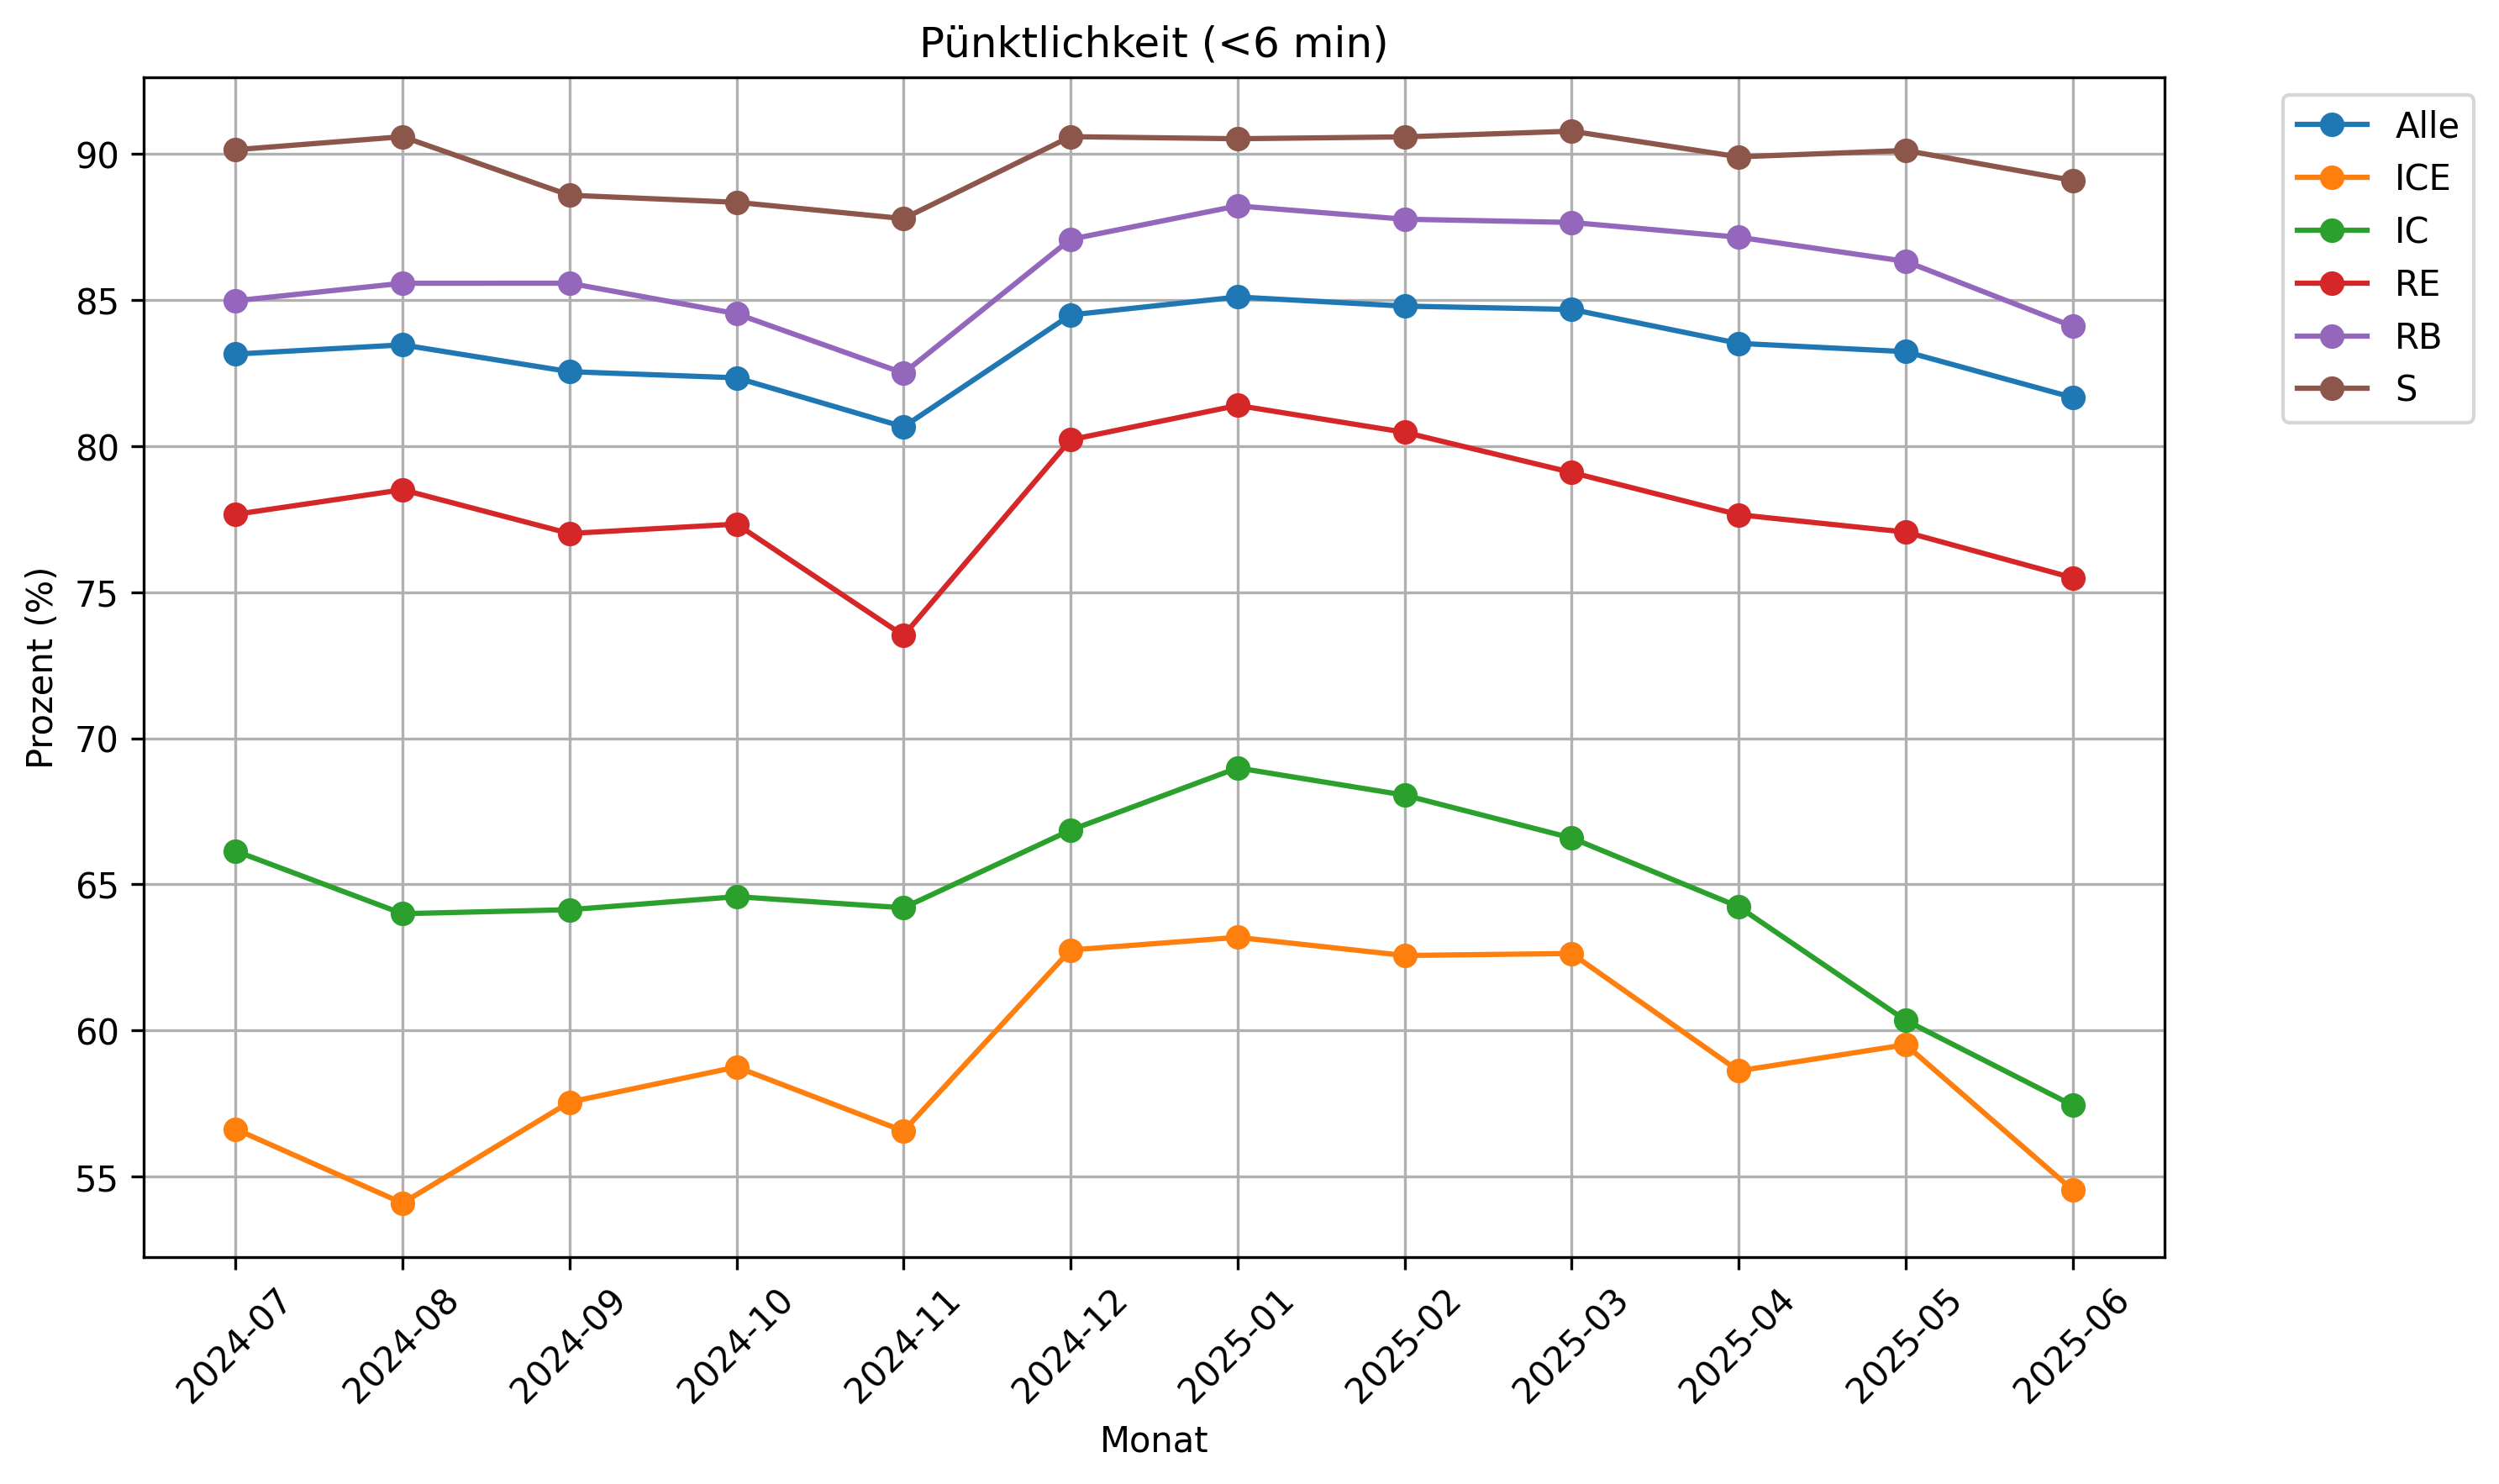 Pünktlichkeit (<6 min)
Prozent (%)
90
85
80
75
70
65
60
55
2024-07
2024-08
2024-09
2024-10
2024-11
2024-12
2025-01
2025-02
2025-03
2025-04
2025-05
2025-06
Monat
Alle
ICE
IC
RE
RB
S